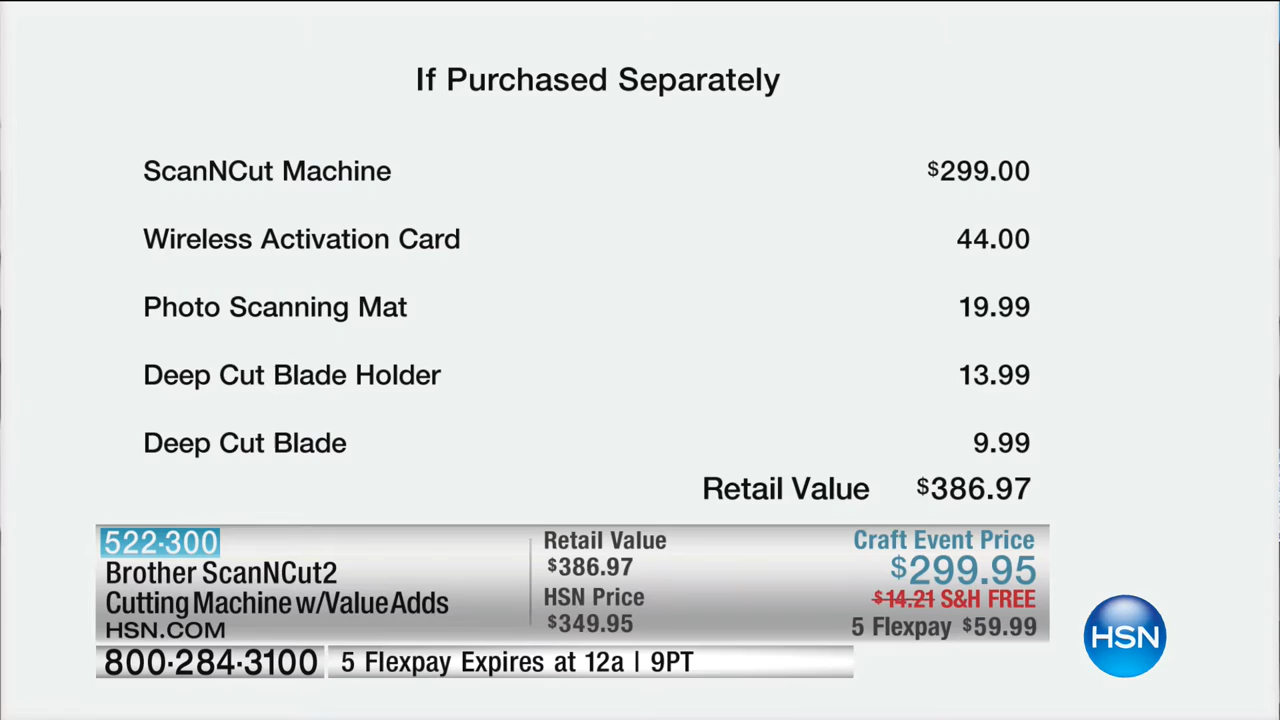 If Purchased Separately
ScanNCut Machine $299.00
Wireless Activation Card 44.00
Photo Scanning Mat 19.99
Deep Cut Blade Holder 13.99
Deep Cut Blade 9.99
Retail Value $386.97
522·300
Brother ScanNCut2
Cutting Machine w/Value Adds
HSN.COM
Retail Value
$386.97
HSN Price
$349.95
Craft Event Price
$299.95
$14.21 S&H FREE
5 Flexpay $59.99
800·284·3100
5 Flexpay Expires at 12a | 9PT
HSN